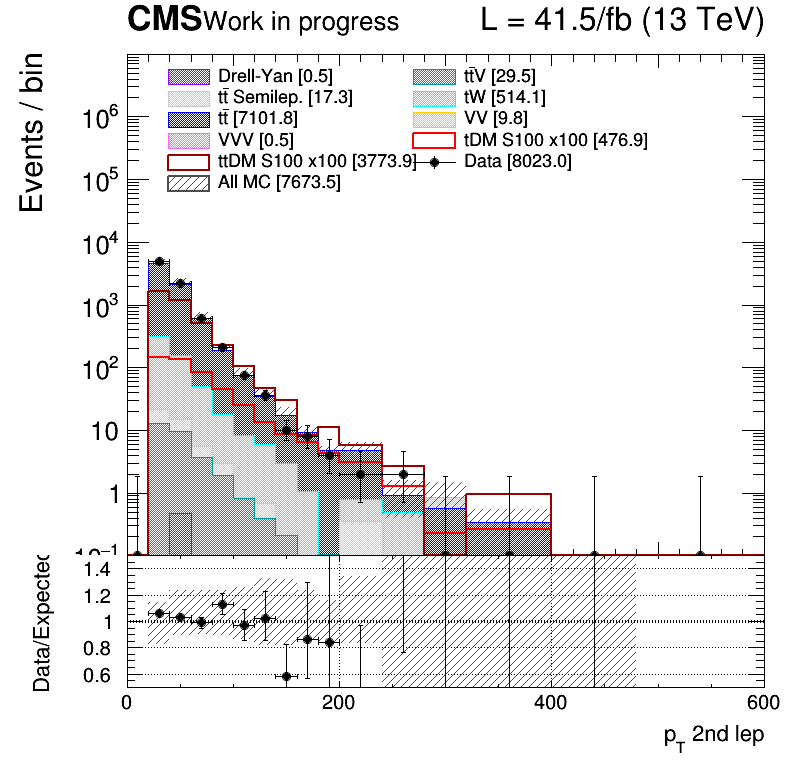 CMS Work in progress L = 41.5/fb (13 TeV)
Events / bin
Drell-Yan [0.5] tt̄V [29.5]
tt̄ Semilep. [17.3] tW [514.1]
tt̄ [7101.8] VV [9.8]
VVV [0.5] tDM S100 x100 [476.9]
ttDM S100 x100 [3773.9] Data [8023.0]
All MC [7673.5]
10⁶
10⁵
10⁴
10³
10²
10
1
10⁻¹
Data/Expected
1.4
1.2
1
0.8
0.6
0 200 400 600
p_T 2nd lep